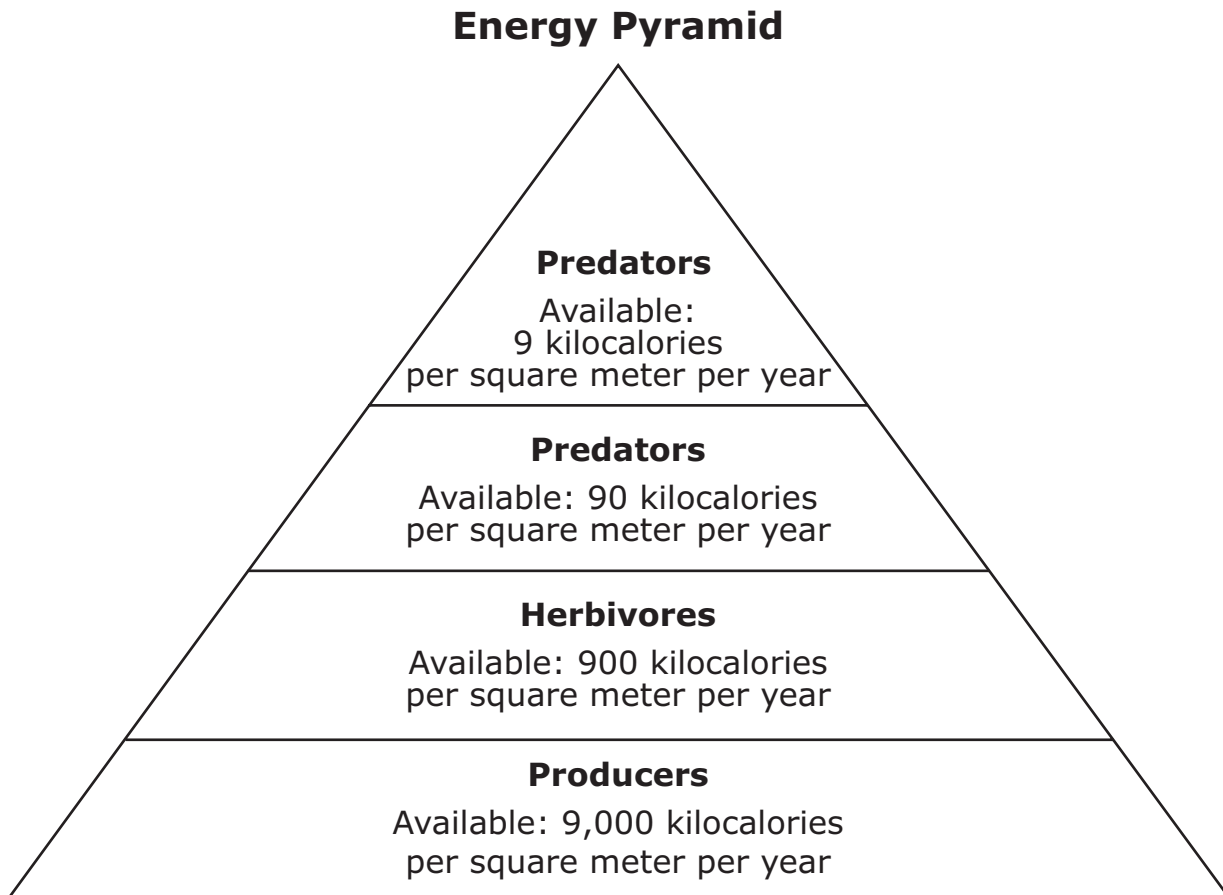 Energy Pyramid
Predators
Available:
9 kilocalories
per square meter per year
Predators
Available: 90 kilocalories
per square meter per year
Herbivores
Available: 900 kilocalories
per square meter per year
Producers
Available: 9,000 kilocalories
per square meter per year